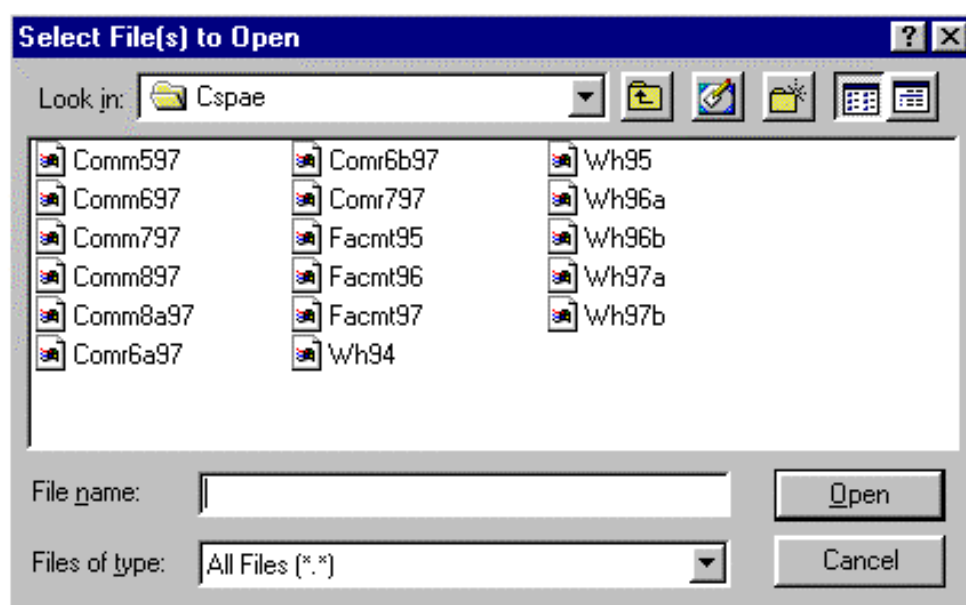 Select File(s) to Open
Look in: Cspae
Comm597
Comm697
Comm797
Comm897
Comm8a97
Comr6a97
Comr6b97
Comr797
Facmt95
Facmt96
Facmt97
Wh94
Wh95
Wh96a
Wh96b
Wh97a
Wh97b
File name:
Open
Files of type: All Files (*.*)
Cancel